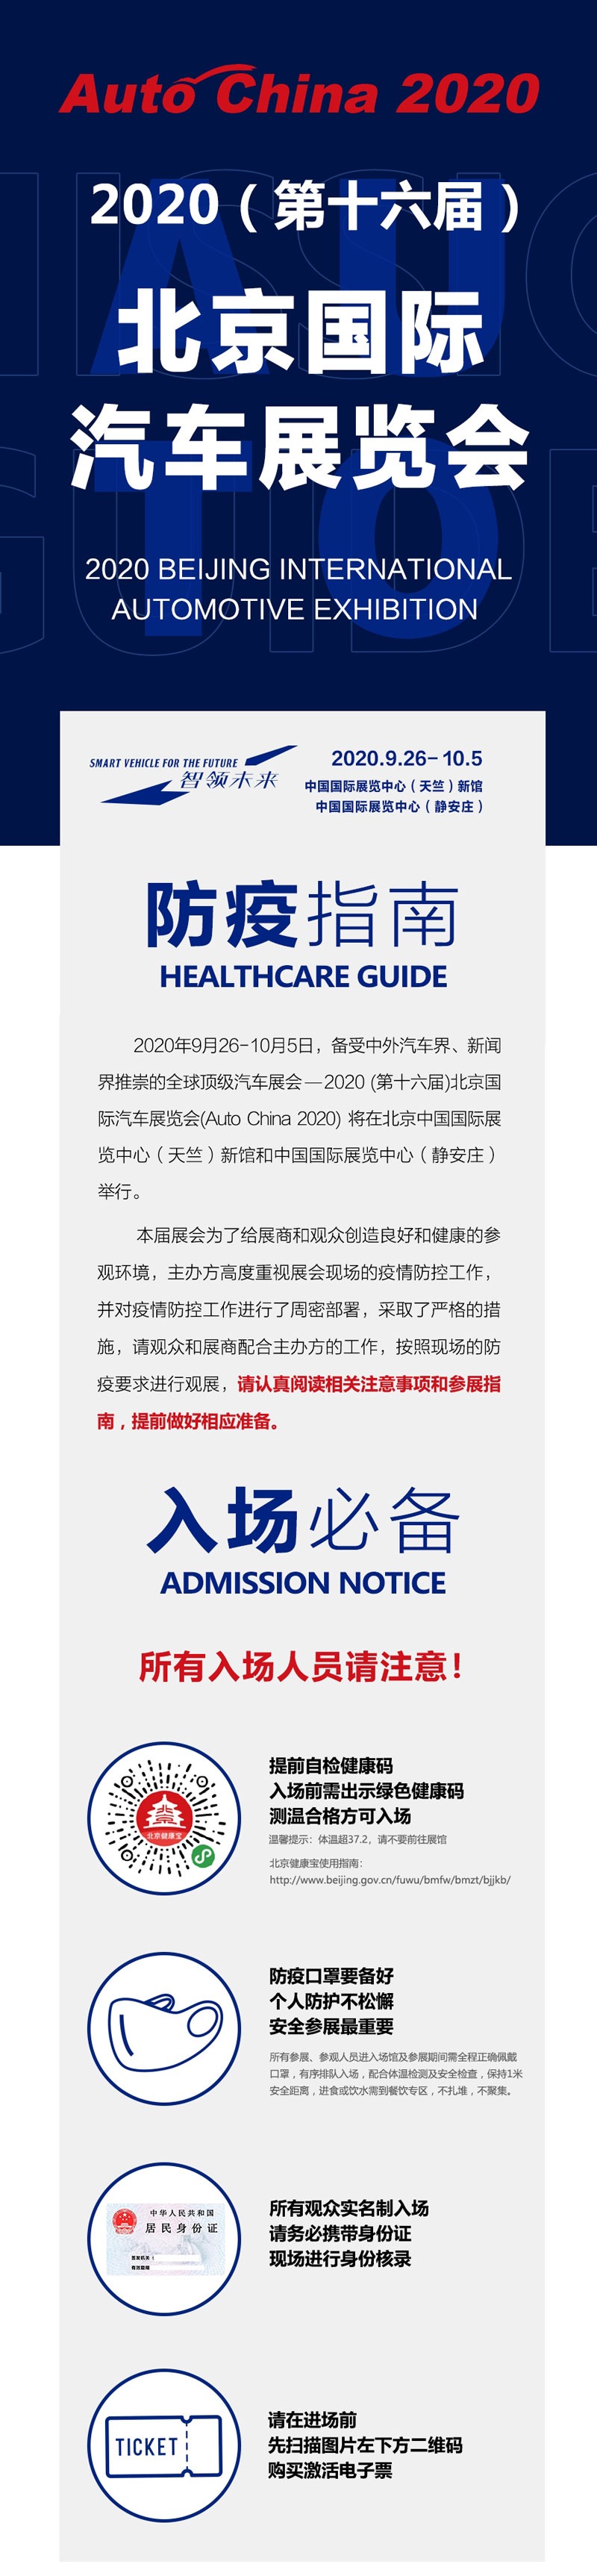 Auto China 2020
2020（第十六届）
北京国际
汽车展览会
2020 BEIJING INTERNATIONAL
AUTOMOTIVE EXHIBITION
SMART VEHICLE FOR THE FUTURE
智领未来
2020.9.26-10.5
中国国际展览中心（天竺）新馆
中国国际展览中心（静安庄）
防疫指南
HEALTHCARE GUIDE
2020年9月26-10月5日，备受中外汽车界、新闻
界推崇的全球顶级汽车展会—2020 (第十六届)北京国
际汽车展览会(Auto China 2020) 将在北京中国国际展
览中心（天竺）新馆和中国国际展览中心（静安庄）
举行。
本届展会为了给展商和观众创造良好和健康的参
观环境，主办方高度重视展会现场的疫情防控工作，
并对疫情防控工作进行了周密部署，采取了严格的措
施，请观众和展商配合主办方的工作，按照现场的防
疫要求进行观展，请认真阅读相关注意事项和参展指
南，提前做好相应准备。
入场必备
ADMISSION NOTICE
所有入场人员请注意！
北京健康宝
提前自检健康码
入场前需出示绿色健康码
测温合格方可入场
温馨提示：体温超37.2，请不要前往展馆
北京健康宝使用指南：
http://www.beijing.gov.cn/fuwu/bmfw/bmzt/bjjkb/
防疫口罩要备好
个人防护不松懈
安全参展最重要
所有参展、参观人员进入场馆及参展期间需全程正确佩戴
口罩，有序排队入场，配合体温检测及安全检查，保持1米
安全距离，进食或饮水需到餐饮专区，不扎堆，不聚集。
中华人民共和国
居民身份证
签发机关
有效期限
所有观众实名制入场
请务必携带身份证
现场进行身份核录
TICKET
请在进场前
先扫描图片左下方二维码
购买激活电子票